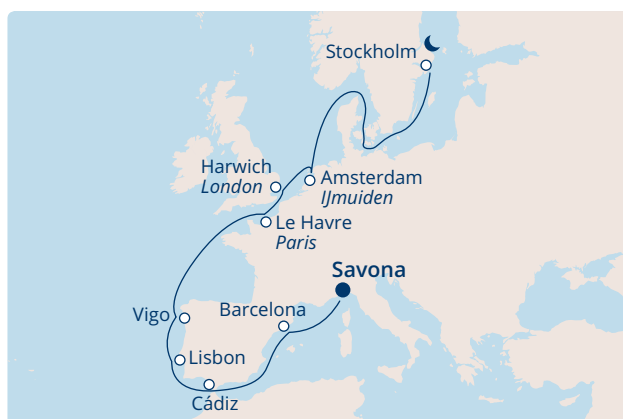 Stockholm
Harwich
London
Amsterdam
IJmuiden
Le Havre
Paris
Savona
Barcelona
Vigo
Lisbon
Cádiz